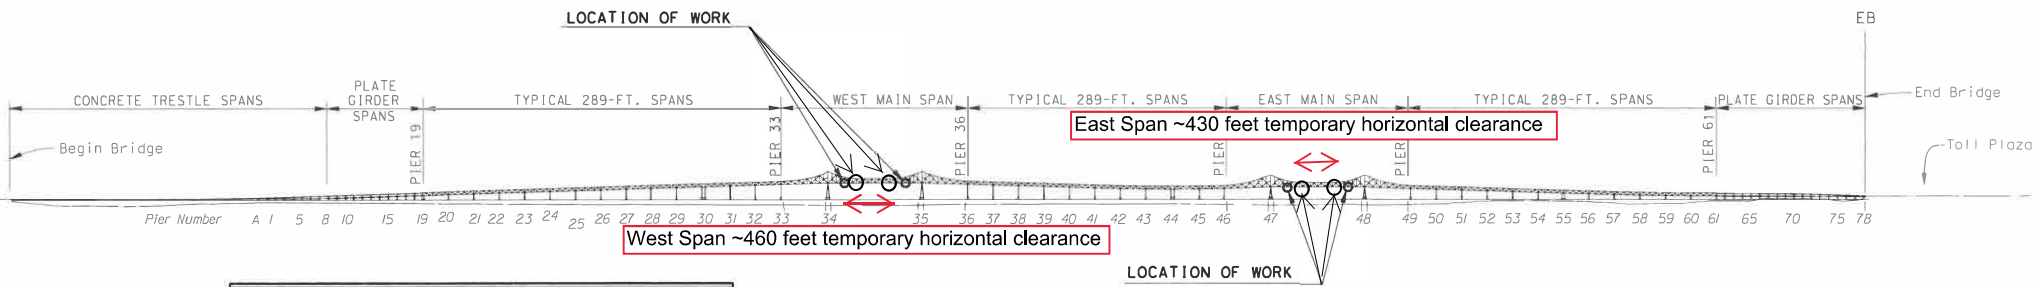 LOCATION OF WORK
EB
CONCRETE TRESTLE SPANS
PLATE
GIRDER
SPANS
TYPICAL 289-FT. SPANS
WEST MAIN SPAN
TYPICAL 289-FT. SPANS
EAST MAIN SPAN
TYPICAL 289-FT. SPANS
PLATE GIRDER SPANS
End Bridge
East Span ~430 feet temporary horizontal clearance
Begin Bridge
PIER 19
PIER 33
PIER 36
PIER 61
Toll Plaza
Pier Number A 1 5 8 10 15 19 20 21 22 23 24 25 26 27 28 29 30 31 32 33 34 35 36 37 38 39 40 41 42 43 44 45 46 47 48 49 50 51 52 53 54 55 56 57 58 59 60 61 65 70 75 78
West Span ~460 feet temporary horizontal clearance
LOCATION OF WORK